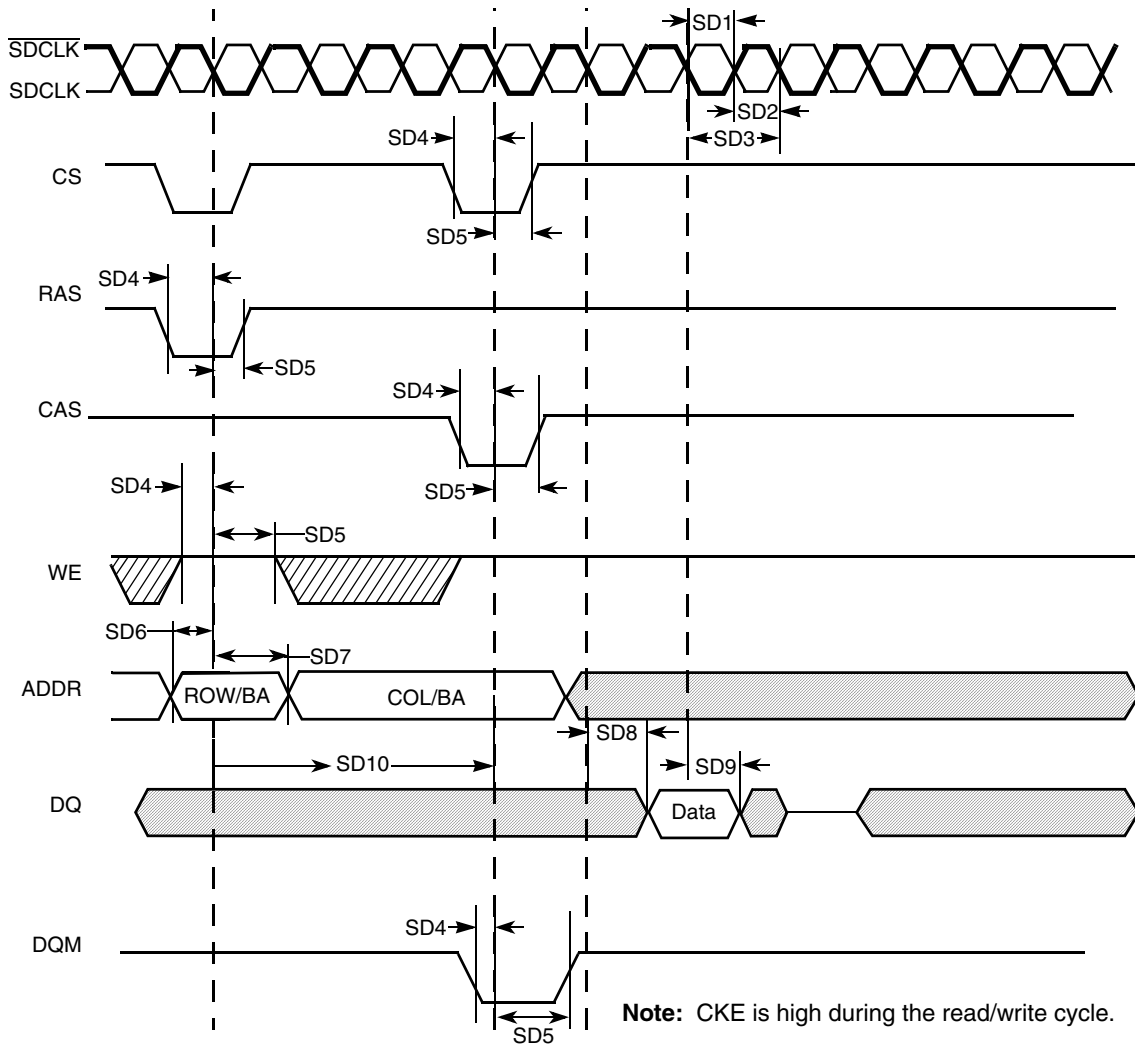 SDCLK
SD1
SDCLK
SD2
SD4
SD3
CS
SD5
SD4
RAS
SD5
SD4
CAS
SD4
SD5
SD5
WE
SD6
SD7
ADDR
ROW/BA
COL/BA
SD8
SD10
SD9
DQ
Data
SD4
DQM
Note: CKE is high during the read/write cycle.
SD5